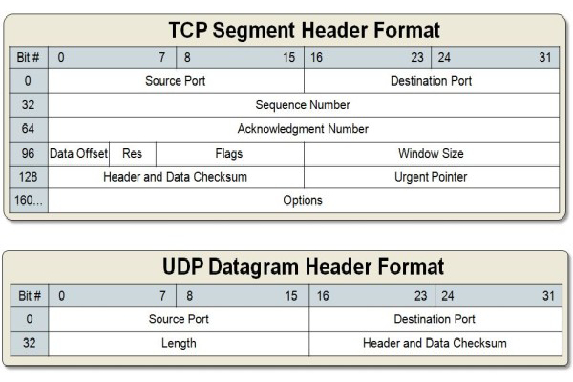 TCP Segment Header Format
Bit # 0 7 8 15 16 23 24 31
0 Source Port Destination Port
32 Sequence Number
64 Acknowledgment Number
96 Data Offset Res Flags Window Size
128 Header and Data Checksum Urgent Pointer
160... Options
UDP Datagram Header Format
Bit # 0 7 8 15 16 23 24 31
0 Source Port Destination Port
32 Length Header and Data Checksum